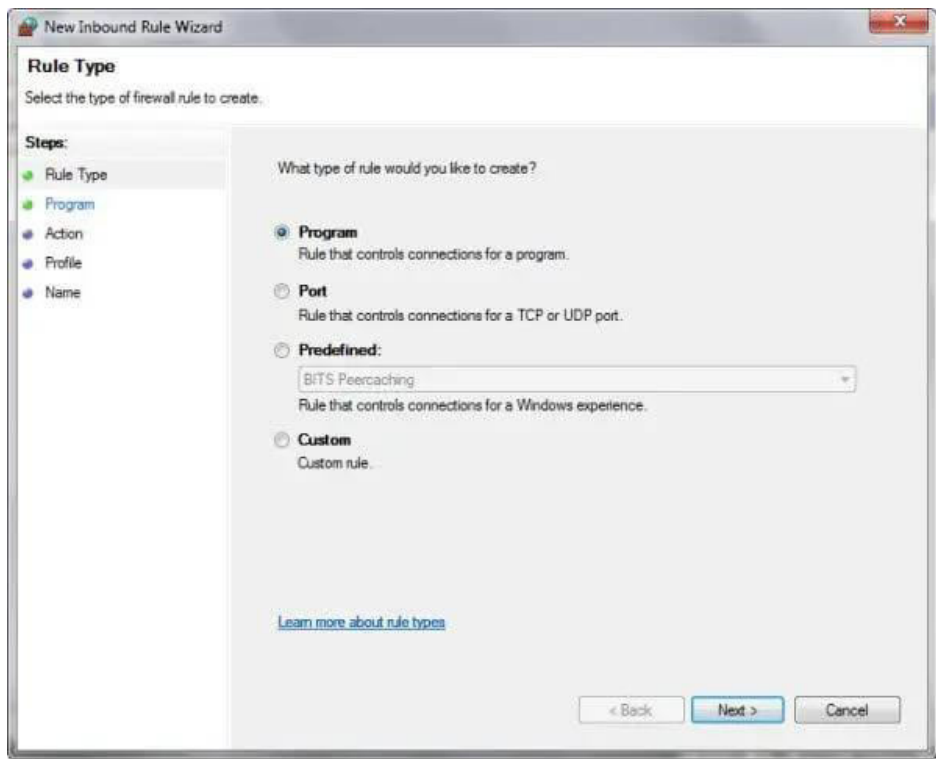 New Inbound Rule Wizard
Rule Type
Select the type of firewall rule to create.
Steps:
Rule Type
Program
Action
Profile
Name
What type of rule would you like to create?
Program
Rule that controls connections for a program.
Port
Rule that controls connections for a TCP or UDP port.
Predefined:
BITS Peercaching
Rule that controls connections for a Windows experience.
Custom
Custom rule.
Learn more about rule types
< Back Next > Cancel